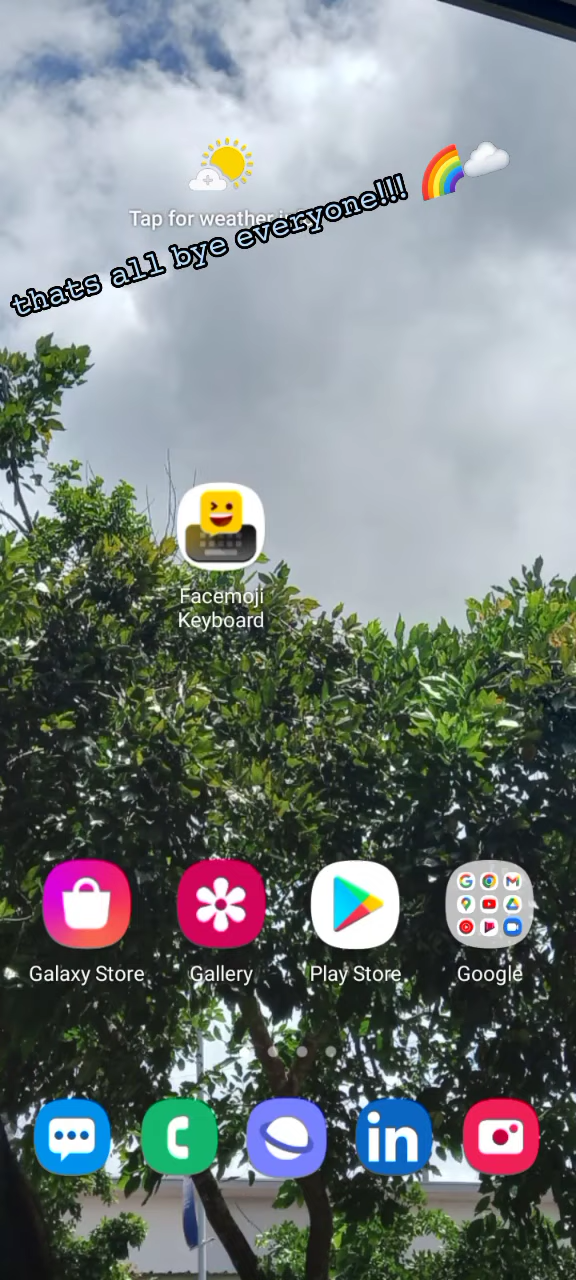 Tap for weather
thats all bye everyone!!! 🌈☁️
Facemoji
Keyboard
Galaxy Store
Gallery
Play Store
Google
in